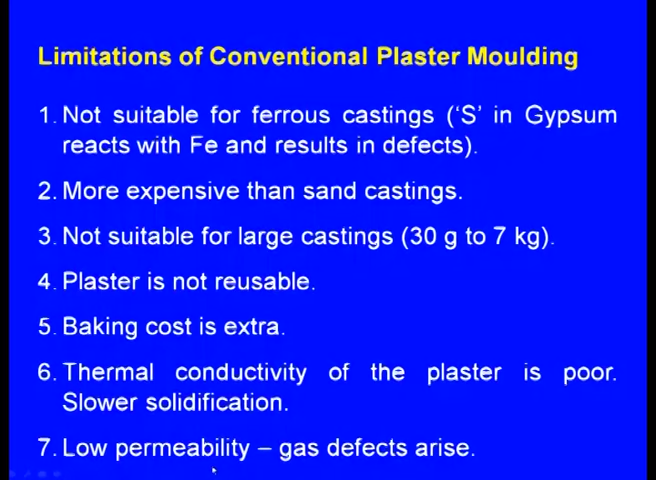 Limitations of Conventional Plaster Moulding
1. Not suitable for ferrous castings ('S' in Gypsum
reacts with Fe and results in defects).
2. More expensive than sand castings.
3. Not suitable for large castings (30 g to 7 kg).
4. Plaster is not reusable.
5. Baking cost is extra.
6. Thermal conductivity of the plaster is poor.
Slower solidification.
7. Low permeability – gas defects arise.